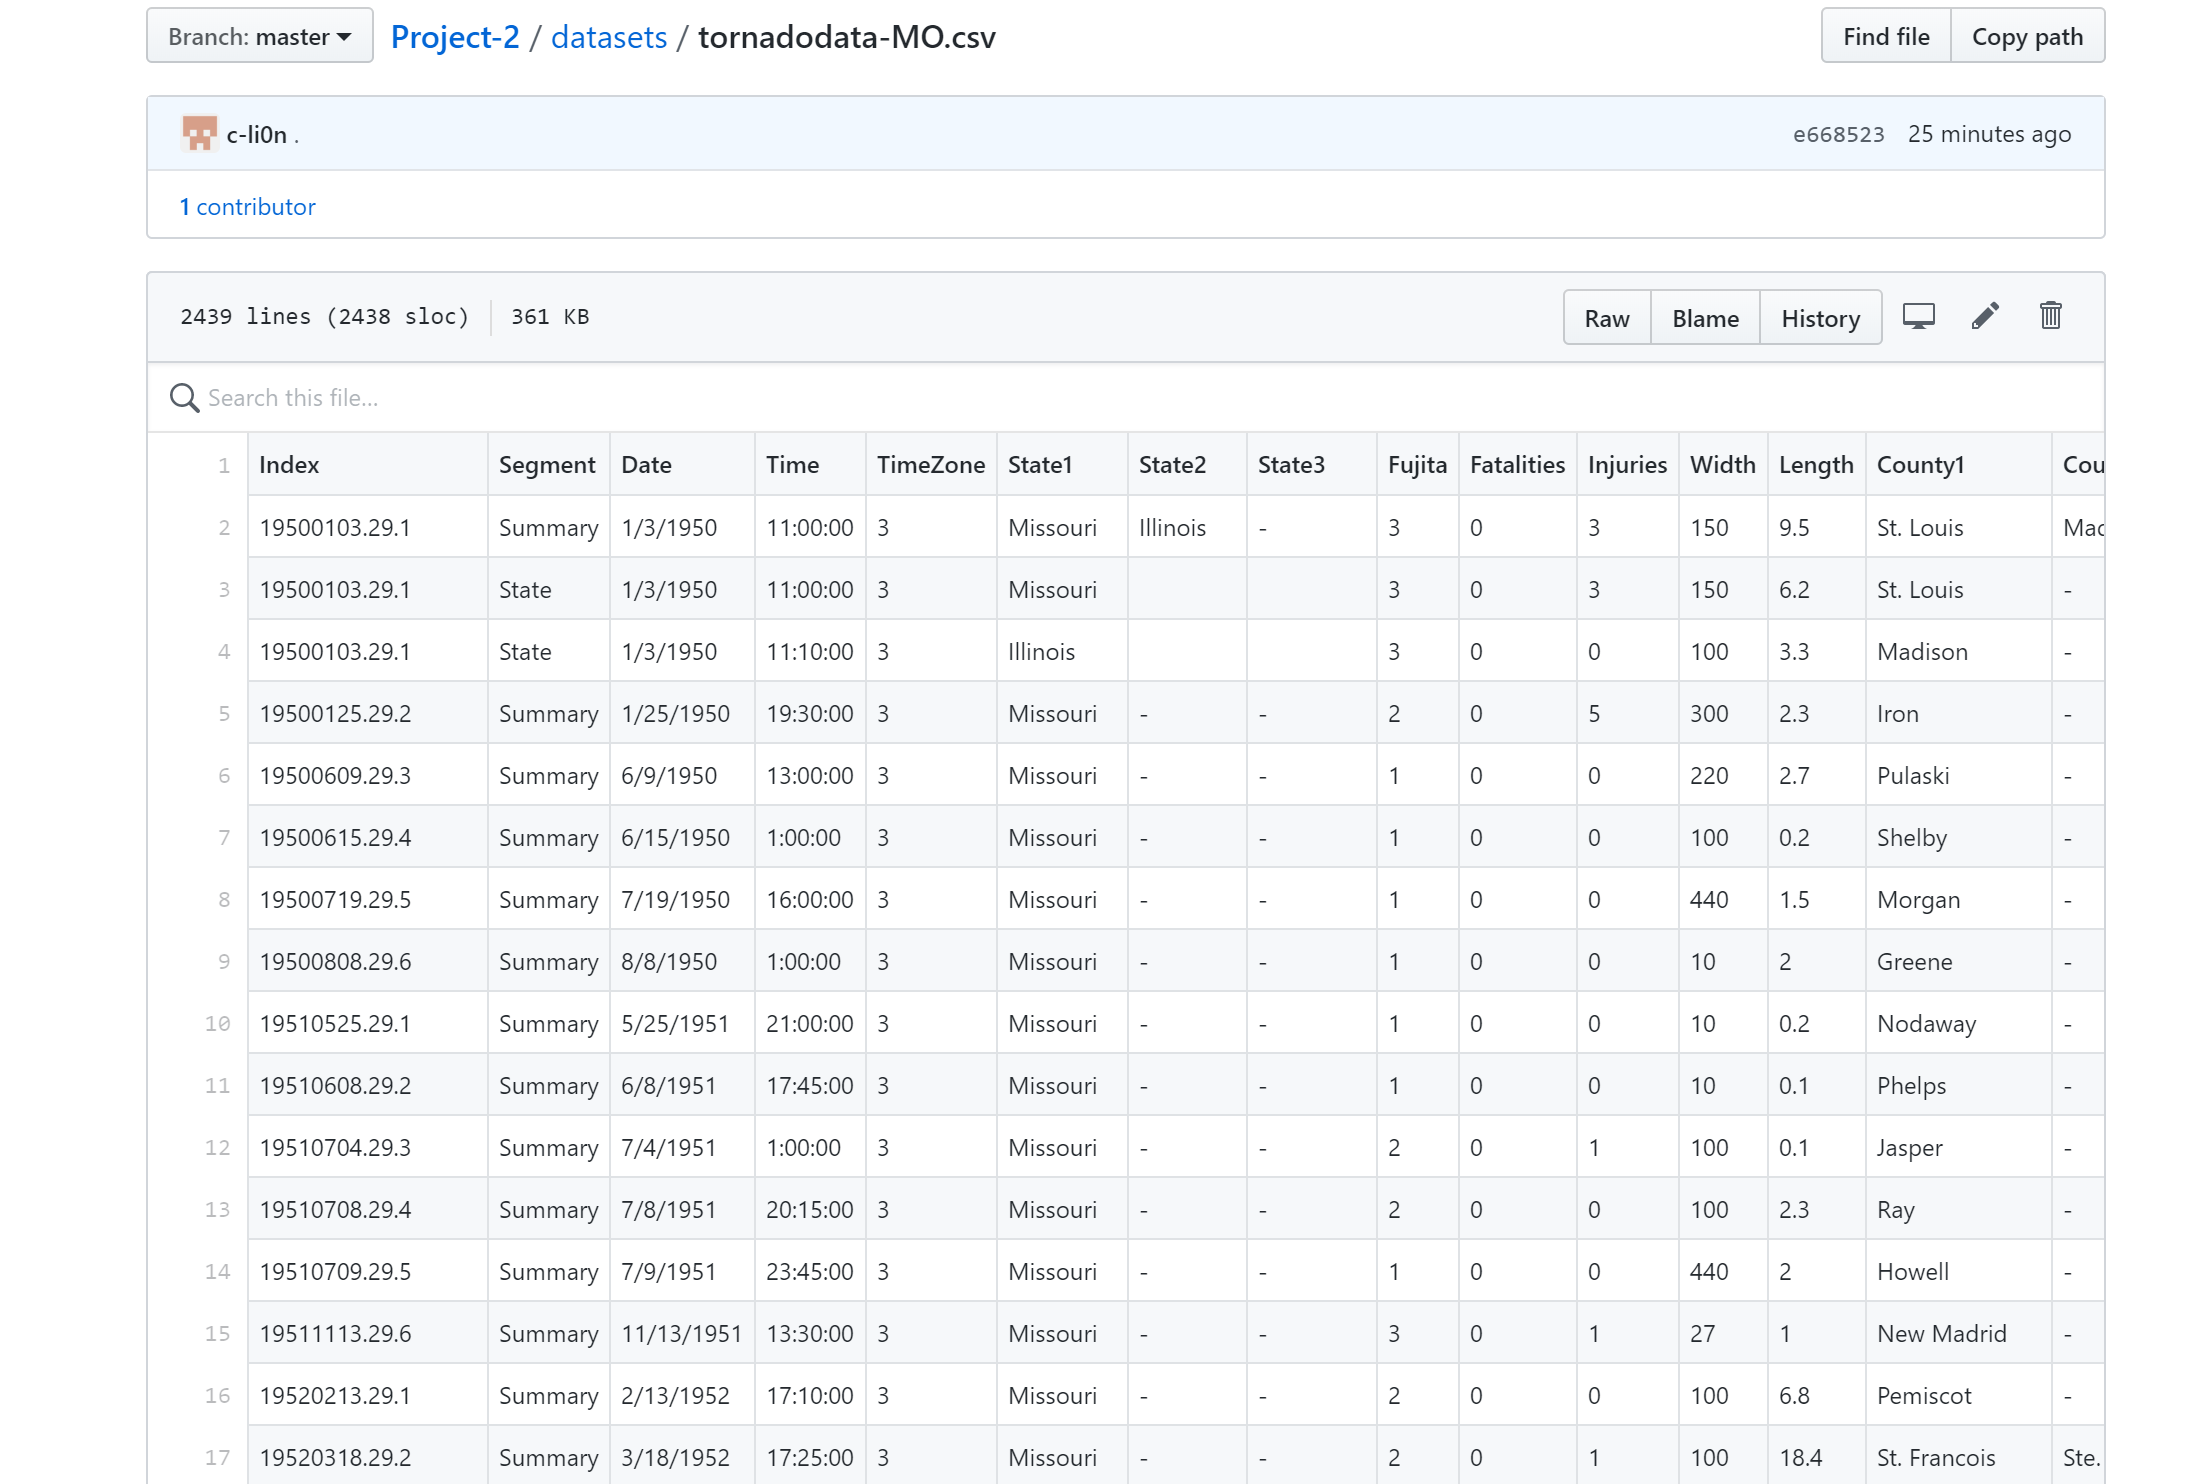 Branch: master Project-2 / datasets / tornadodata-MO.csv Find file Copy path
c-li0n . e668523 25 minutes ago
1 contributor
2439 lines (2438 sloc) 361 KB Raw Blame History
Search this file...
1 Index Segment Date Time TimeZone State1 State2 State3 Fujita Fatalities Injuries Width Length County1 Cou
2 19500103.29.1 Summary 1/3/1950 11:00:00 3 Missouri Illinois - 3 0 3 150 9.5 St. Louis Mad
3 19500103.29.1 State 1/3/1950 11:00:00 3 Missouri 3 0 3 150 6.2 St. Louis -
4 19500103.29.1 State 1/3/1950 11:10:00 3 Illinois 3 0 0 100 3.3 Madison -
5 19500125.29.2 Summary 1/25/1950 19:30:00 3 Missouri - - 2 0 5 300 2.3 Iron -
6 19500609.29.3 Summary 6/9/1950 13:00:00 3 Missouri - - 1 0 0 220 2.7 Pulaski -
7 19500615.29.4 Summary 6/15/1950 1:00:00 3 Missouri - - 1 0 0 100 0.2 Shelby -
8 19500719.29.5 Summary 7/19/1950 16:00:00 3 Missouri - - 1 0 0 440 1.5 Morgan -
9 19500808.29.6 Summary 8/8/1950 1:00:00 3 Missouri - - 1 0 0 10 2 Greene -
10 19510525.29.1 Summary 5/25/1951 21:00:00 3 Missouri - - 1 0 0 10 0.2 Nodaway -
11 19510608.29.2 Summary 6/8/1951 17:45:00 3 Missouri - - 1 0 0 10 0.1 Phelps -
12 19510704.29.3 Summary 7/4/1951 1:00:00 3 Missouri - - 2 0 1 100 0.1 Jasper -
13 19510708.29.4 Summary 7/8/1951 20:15:00 3 Missouri - - 2 0 0 100 2.3 Ray -
14 19510709.29.5 Summary 7/9/1951 23:45:00 3 Missouri - - 1 0 0 440 2 Howell -
15 19511113.29.6 Summary 11/13/1951 13:30:00 3 Missouri - - 3 0 1 27 1 New Madrid -
16 19520213.29.1 Summary 2/13/1952 17:10:00 3 Missouri - - 2 0 0 100 6.8 Pemiscot -
17 19520318.29.2 Summary 3/18/1952 17:25:00 3 Missouri - - 2 0 1 100 18.4 St. Francois Ste.